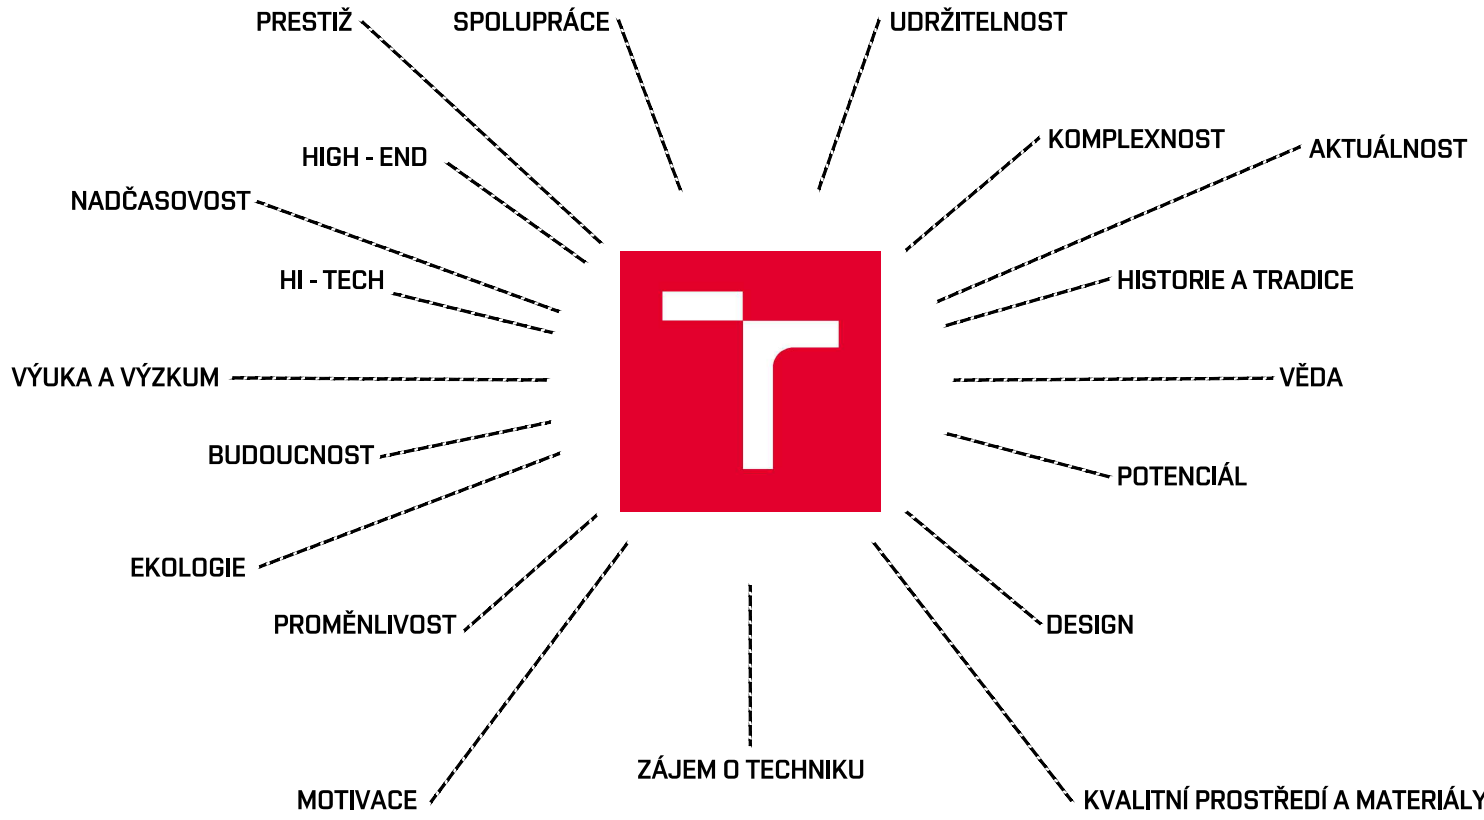 PRESTIŽ
SPOLUPRÁCE
UDRŽITELNOST
KOMPLEXNOST
AKTUÁLNOST
HIGH - END
NADČASOVOST
HI - TECH
HISTORIE A TRADICE
VÝUKA A VÝZKUM
VĚDA
BUDOUCNOST
POTENCIÁL
EKOLOGIE
PROMĚNLIVOST
DESIGN
ZÁJEM O TECHNIKU
MOTIVACE
KVALITNÍ PROSTŘEDÍ A MATERIÁLY